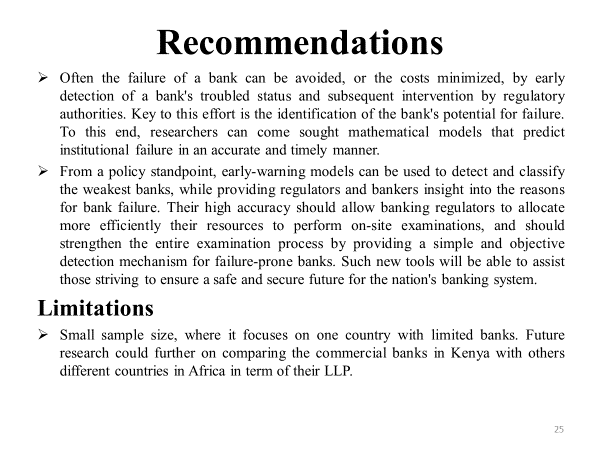 Recommendations
➢ Often the failure of a bank can be avoided, or the costs minimized, by early
detection of a bank's troubled status and subsequent intervention by regulatory
authorities. Key to this effort is the identification of the bank's potential for failure.
To this end, researchers can come sought mathematical models that predict
institutional failure in an accurate and timely manner.
➢ From a policy standpoint, early-warning models can be used to detect and classify
the weakest banks, while providing regulators and bankers insight into the reasons
for bank failure. Their high accuracy should allow banking regulators to allocate
more efficiently their resources to perform on-site examinations, and should
strengthen the entire examination process by providing a simple and objective
detection mechanism for failure-prone banks. Such new tools will be able to assist
those striving to ensure a safe and secure future for the nation's banking system.
Limitations
➢ Small sample size, where it focuses on one country with limited banks. Future
research could further on comparing the commercial banks in Kenya with others
different countries in Africa in term of their LLP.
25